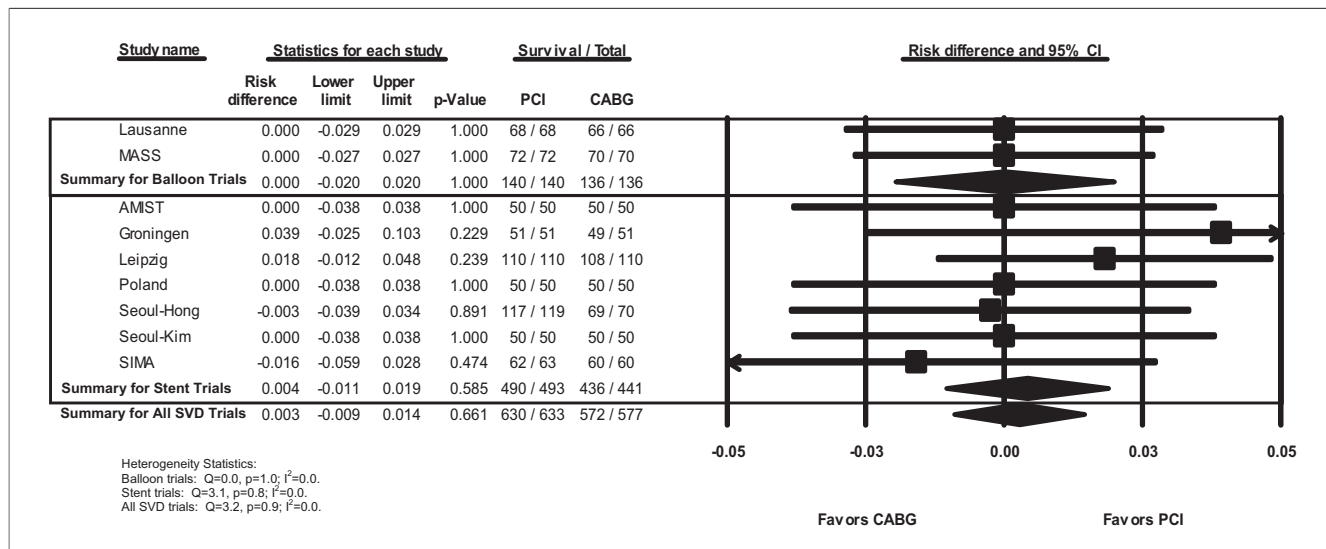 Study name Statistics for each study Survival / Total Risk difference and 95% CI
Risk difference Lower limit Upper limit p-Value PCI CABG
Lausanne 0.000 -0.029 0.029 1.000 68 / 68 66 / 66
MASS 0.000 -0.027 0.027 1.000 72 / 72 70 / 70
Summary for Balloon Trials 0.000 -0.020 0.020 1.000 140 / 140 136 / 136
AMIST 0.000 -0.038 0.038 1.000 50 / 50 50 / 50
Groningen 0.039 -0.025 0.103 0.229 51 / 51 49 / 51
Leipzig 0.018 -0.012 0.048 0.239 110 / 110 108 / 110
Poland 0.000 -0.038 0.038 1.000 50 / 50 50 / 50
Seoul-Hong -0.003 -0.039 0.034 0.891 117 / 119 69 / 70
Seoul-Kim 0.000 -0.038 0.038 1.000 50 / 50 50 / 50
SIMA -0.016 -0.059 0.028 0.474 62 / 63 60 / 60
Summary for Stent Trials 0.004 -0.011 0.019 0.585 490 / 493 436 / 441
Summary for All SVD Trials 0.003 -0.009 0.014 0.661 630 / 633 572 / 577
-0.05 -0.03 0.00 0.03 0.05
Heterogeneity Statistics:
Balloon trials: Q=0.0, p=1.0; I²=0.0.
Stent trials: Q=3.1, p=0.8; I²=0.0.
All SVD trials: Q=3.2, p=0.9; I²=0.0.
Favors CABG Favors PCI